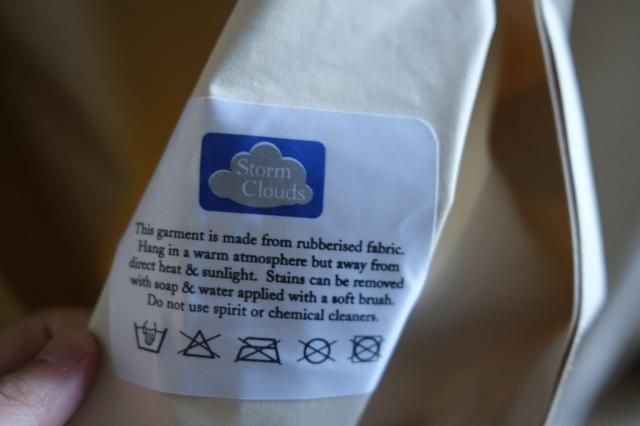 Storm
Clouds
This garment is made from rubberised fabric.
Hang in a warm atmosphere but away from
direct heat & sunlight. Stains can be removed
with soap & water applied with a soft brush.
Do not use spirit or chemical cleaners.